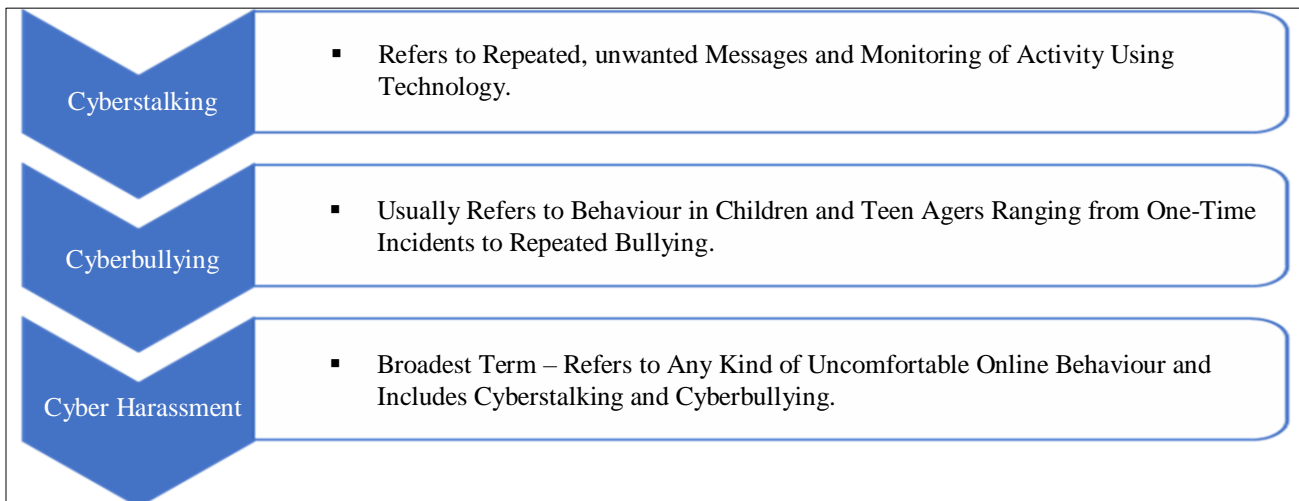 Cyberstalking
▪ Refers to Repeated, unwanted Messages and Monitoring of Activity Using
Technology.
Cyberbullying
▪ Usually Refers to Behaviour in Children and Teen Agers Ranging from One-Time
Incidents to Repeated Bullying.
Cyber Harassment
▪ Broadest Term – Refers to Any Kind of Uncomfortable Online Behaviour and
Includes Cyberstalking and Cyberbullying.